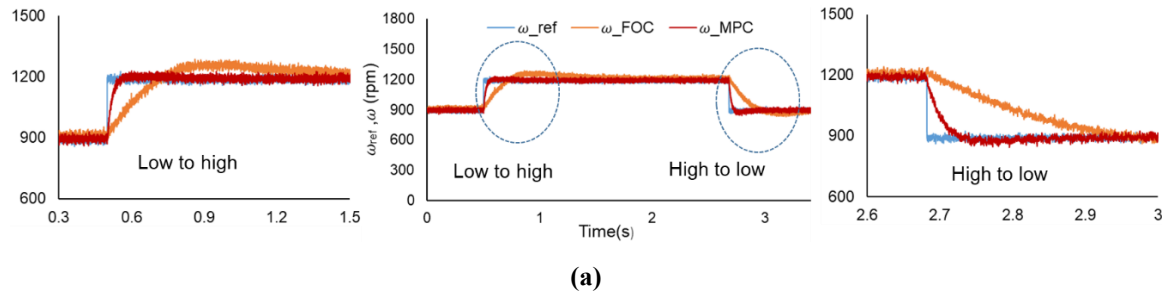 1500
1200
900
600
Low to high
0.3 0.6 0.9 1.2 1.5
ω_ref ω_FOC ω_MPC
ωref ,ω (rpm)
1800
1500
1200
900
600
300
0
Low to high
High to low
0 1 2 3
Time(s)
1500
1200
900
600
High to low
2.6 2.7 2.8 2.9 3
(a)